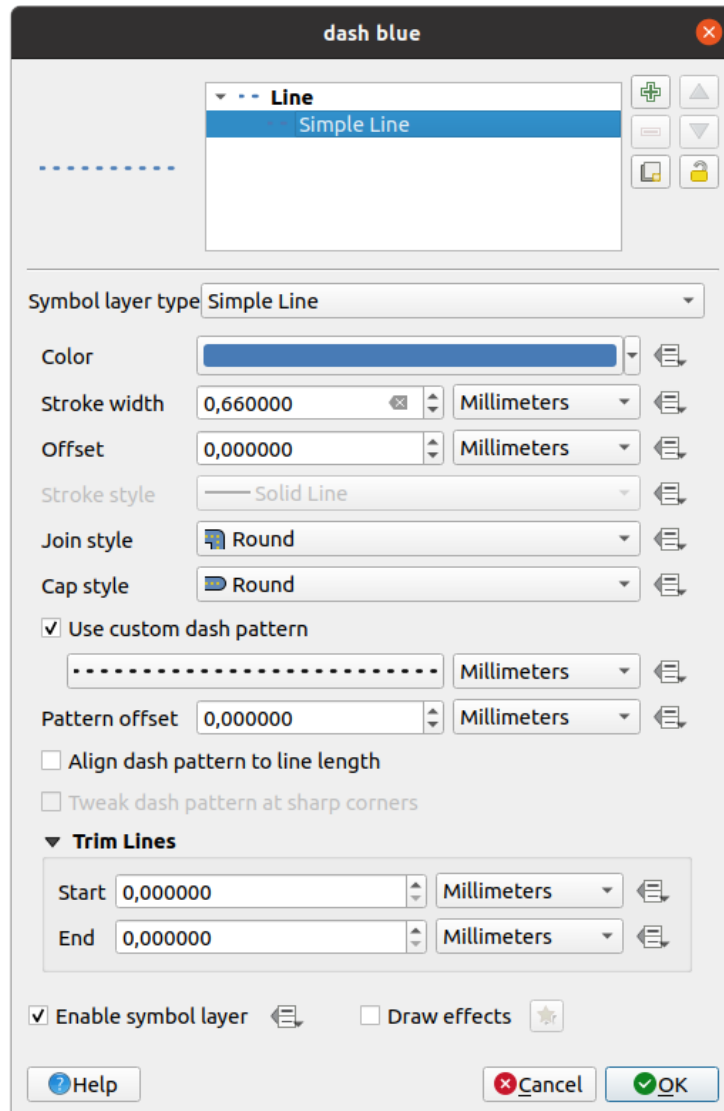 dash blue
Line
Simple Line
Symbol layer type Simple Line
Color
Stroke width 0,660000 Millimeters
Offset 0,000000 Millimeters
Stroke style Solid Line
Join style Round
Cap style Round
Use custom dash pattern
Millimeters
Pattern offset 0,000000 Millimeters
Align dash pattern to line length
Tweak dash pattern at sharp corners
Trim Lines
Start 0,000000 Millimeters
End 0,000000 Millimeters
Enable symbol layer Draw effects
Help Cancel OK